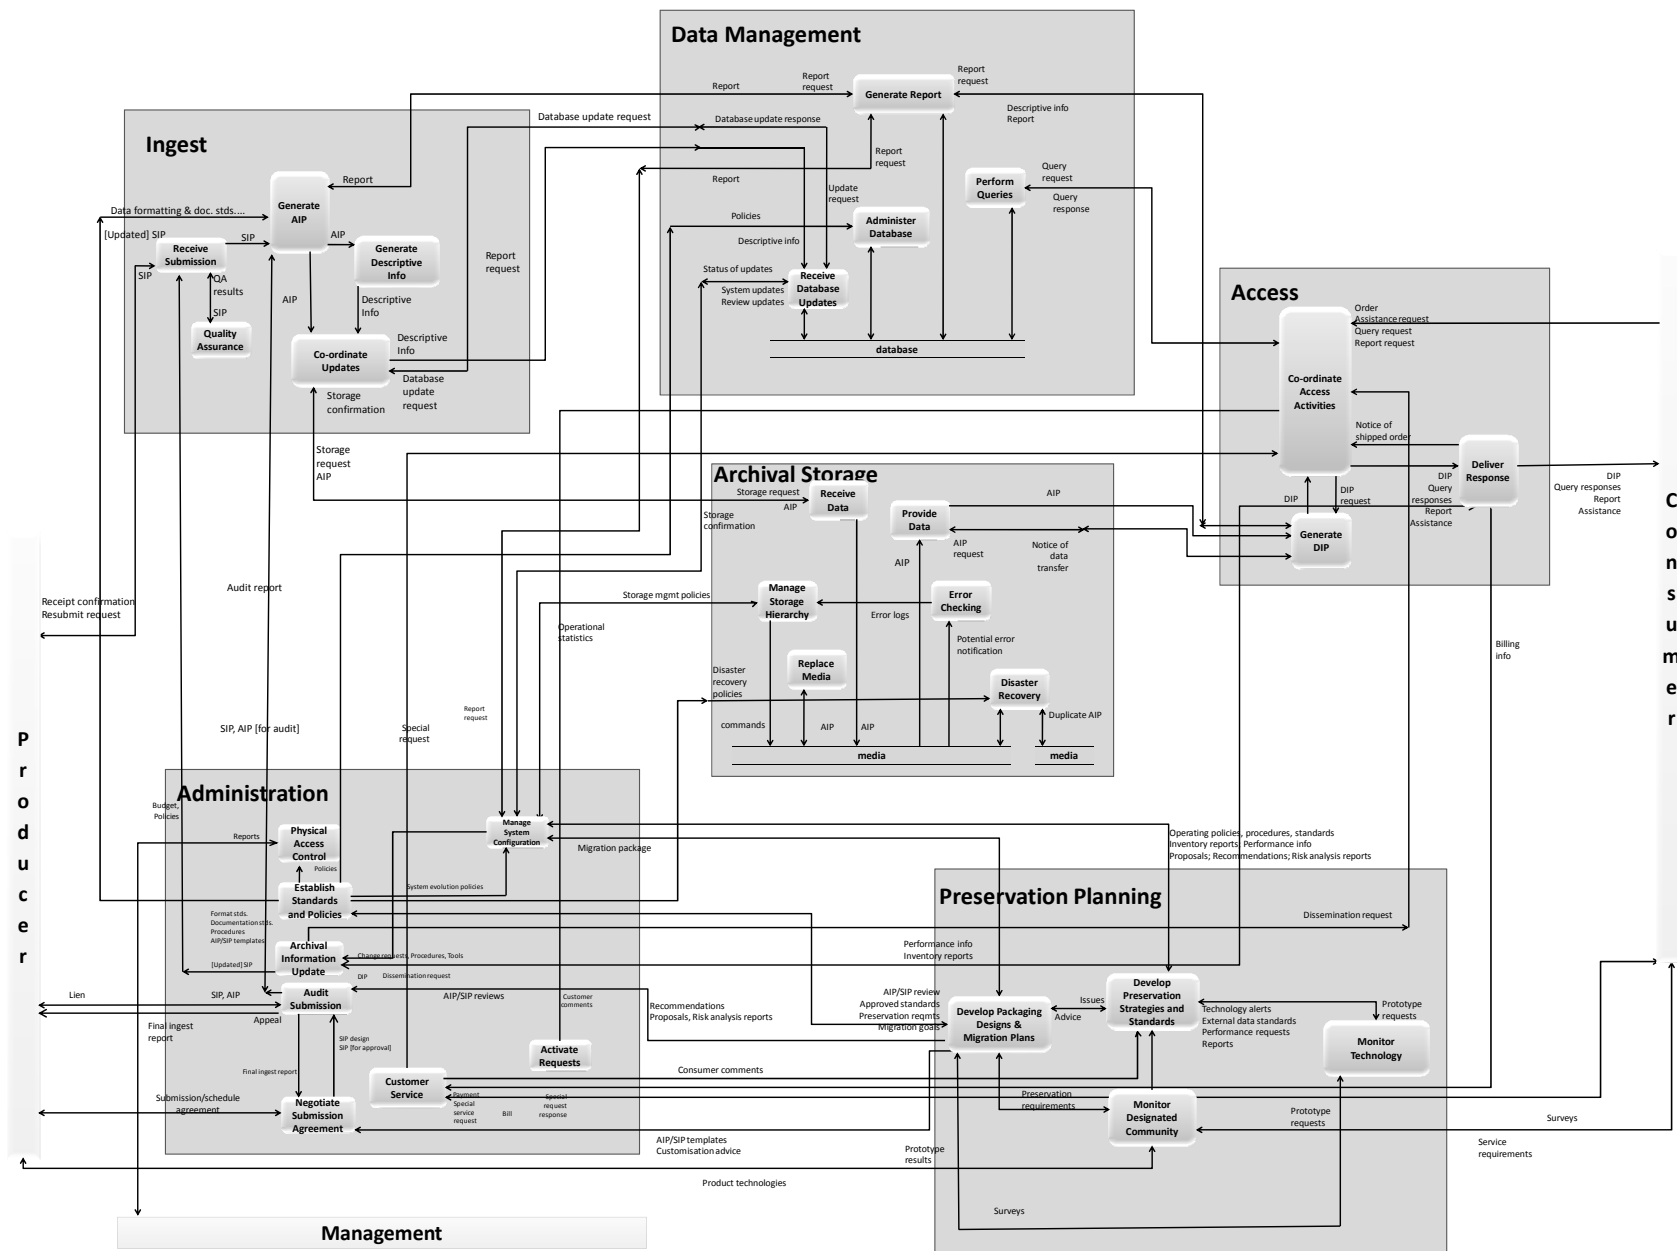 Data Management
Report
Report
request
Report
request
Generate Report
Descriptive info
Report
Database update request
Database update response
Report
request
Report
Query
request
Query
response
Perform
Queries
Update
request
Policies
Administer
Database
Descriptive info
Status of updates
System updates
Review updates
Receive
Database
Updates
database
Ingest
Report
Generate
AIP
Data formatting & doc. stds....
[Updated] SIP
SIP
AIP
Receive
Submission
SIP
Generate
Descriptive
Info
QA
results
SIP
AIP
Descriptive
Info
Quality
Assurance
Co-ordinate
Updates
Descriptive
Info
Database
update
request
Storage
confirmation
Report
request
Storage
request
AIP
Access
Order
Assistance request
Query request
Report request
Co-ordinate
Access
Activities
Notice of
shipped order
Deliver
Response
DIP
Query
responses
Report
Assistance
DIP
Query responses
Report
Assistance
DIP
DIP
request
Generate
DIP
Archival Storage
Storage request
AIP
Receive
Data
Storage
confirmation
Provide
Data
AIP
AIP
request
Notice of
data
transfer
AIP
Storage mgmt policies
Manage
Storage
Hierarchy
Error logs
Error
Checking
Potential error
notification
Replace
Media
Disaster
recovery
policies
Disaster
Recovery
Duplicate AIP
commands
AIP
AIP
media
media
Producer
Consumer
Receipt confirmation
Resubmit request
Audit report
Operational
statistics
SIP, AIP [for audit]
Special
request
Report
request
Billing
info
Administration
Budget,
Policies
Reports
Physical
Access
Control
Policies
Manage
System
Configuration
Migration package
Establish
Standards
and Policies
System evolution policies
Format stds.
Documentation stds.
Procedures
AIP/SIP templates
Archival
Information
Update
[Updated] SIP
Change requests, Procedures, Tools
DIP
Dissemination request
Audit
Submission
Lien
SIP, AIP
Appeal
Final ingest
report
AIP/SIP reviews
Customer
comments
SIP design
SIP [for approval]
Final ingest report
Activate
Requests
Customer
Service
Payment
Special
service
request
Bill
Special
request
response
Submission/schedule
agreement
Negotiate
Submission
Agreement
Operating policies, procedures, standards
Inventory reports, Performance info
Proposals; Recommendations; Risk analysis reports
Preservation Planning
Dissemination request
Performance info
Inventory reports
AIP/SIP review
Approved standards
Preservation reqmts
Migration goals
Recommendations
Proposals, Risk analysis reports
Develop Packaging
Designs &
Migration Plans
Issues
Advice
Develop
Preservation
Strategies and
Standards
Technology alerts
External data standards
Performance requests
Reports
Prototype
requests
Monitor
Technology
Consumer comments
Preservation
requirements
Monitor
Designated
Community
Prototype
requests
Surveys
Service
requirements
AIP/SIP templates
Customisation advice
Prototype
results
Product technologies
Surveys
Management